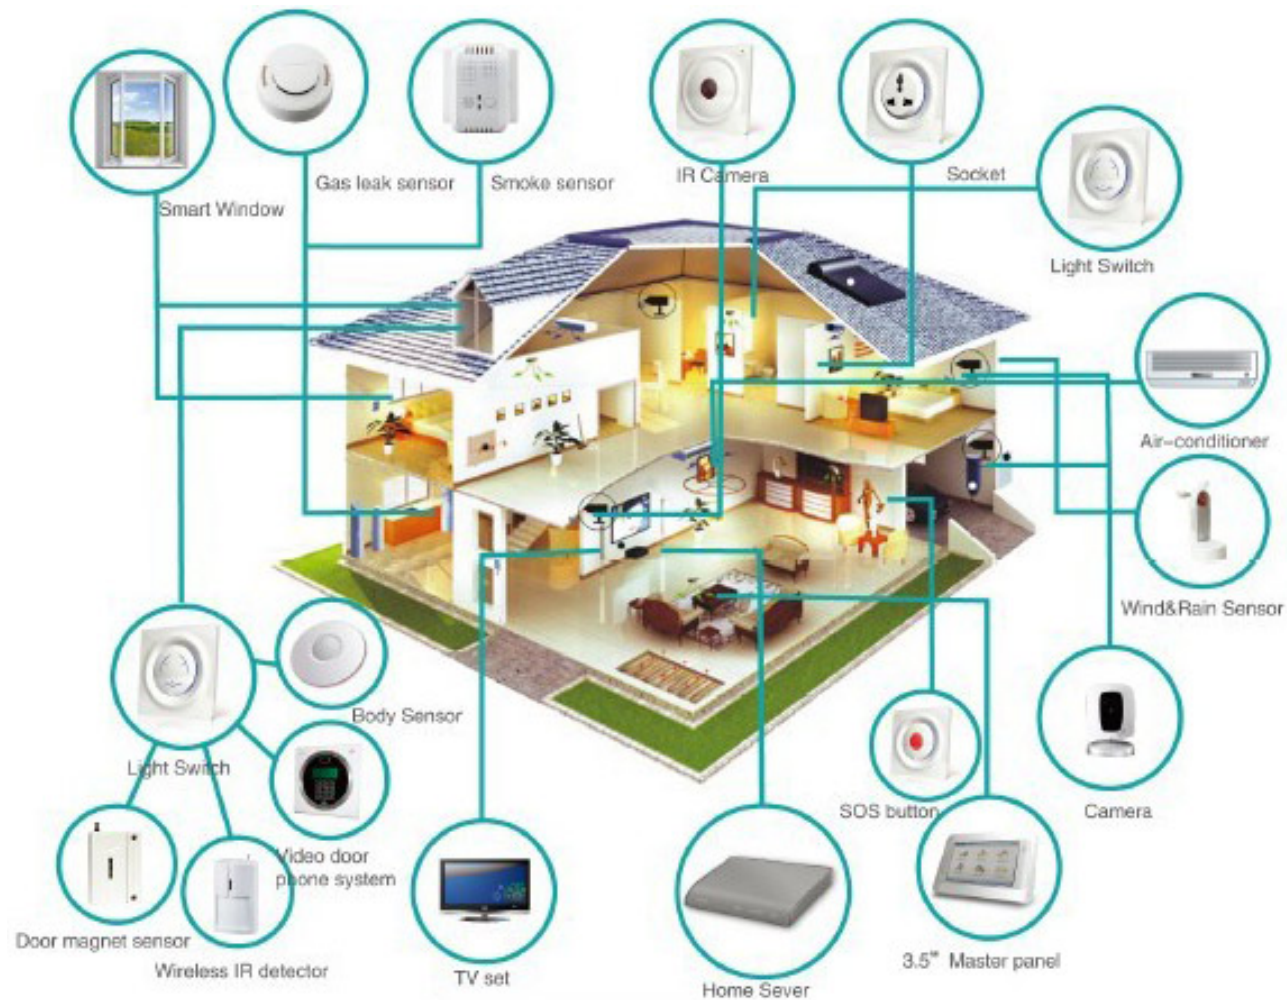 Gas leak sensor
Smoke sensor
IR Camera
Socket
Smart Window
Light Switch
Air-conditioner
Wind&Rain Sensor
Body Sensor
Light Switch
SOS button
Camera
Video door
phone system
Door magnet sensor
Wireless IR detector
TV set
3.5" Master panel
Home Sever